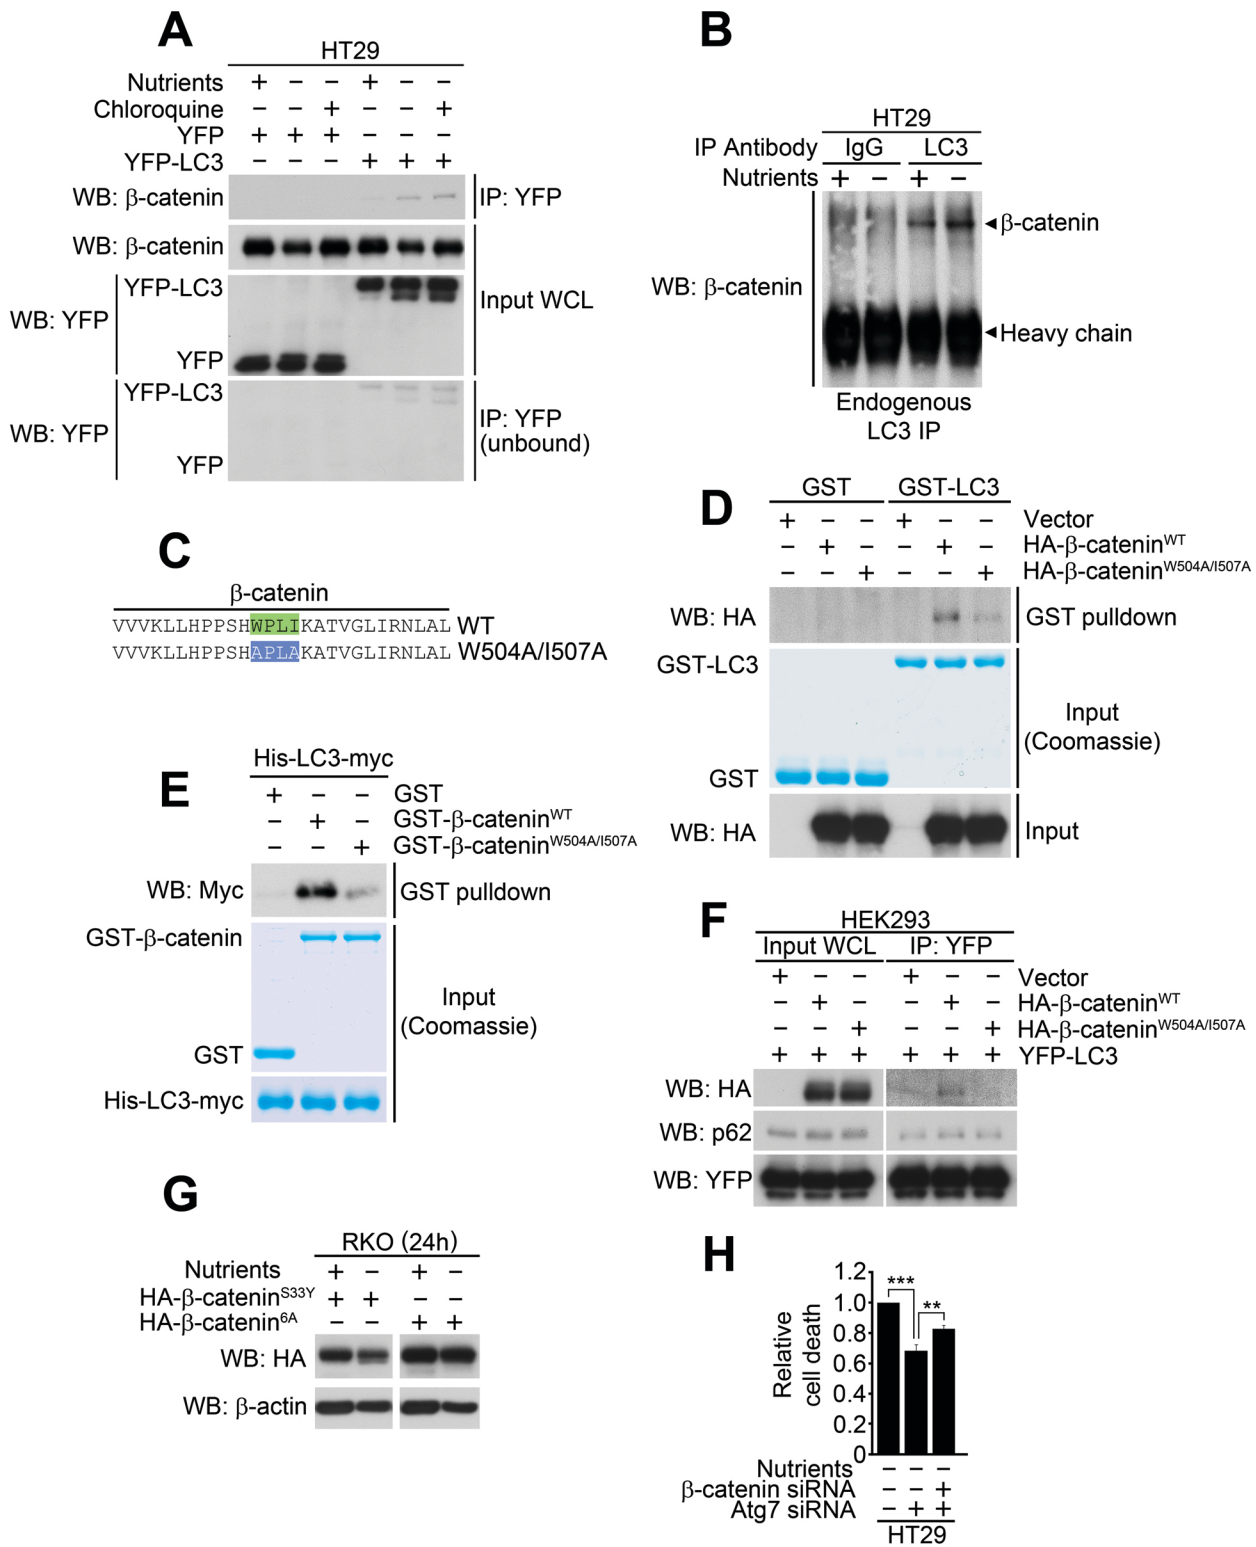 A
HT29
Nutrients + − − + − −
Chloroquine − − + − − +
YFP + + + − − −
YFP-LC3 − − − + + +
WB: β-catenin IP: YFP
WB: β-catenin
WB: YFP YFP-LC3 YFP Input WCL
WB: YFP YFP-LC3 YFP IP: YFP
(unbound)
B
HT29
IP Antibody IgG LC3
Nutrients + − + −
WB: β-catenin
◄β-catenin
◄Heavy chain
Endogenous
LC3 IP
C
β-catenin
VVVKLLHPPSHWPLIKATVGLIRNLAL WT
VVVKLLHPPSHAPLAKATVGLIRNLAL W504A/I507A
D
GST GST-LC3
+ − − + − − Vector
− + − − + − HA-β-catenin^WT
− − + − − + HA-β-catenin^W504A/I507A
WB: HA GST pulldown
GST-LC3
Input
(Coomassie)
GST
WB: HA Input
E
His-LC3-myc
+ − − GST
− + − GST-β-catenin^WT
− − + GST-β-catenin^W504A/I507A
WB: Myc GST pulldown
GST-β-catenin
Input
(Coomassie)
GST
His-LC3-myc
F
HEK293
Input WCL IP: YFP
+ − − + − − Vector
− + − − + − HA-β-catenin^WT
− − + − − + HA-β-catenin^W504A/I507A
+ + + + + + YFP-LC3
WB: HA
WB: p62
WB: YFP
G
RKO (24h)
Nutrients + − + −
HA-β-catenin^S33Y + + − −
HA-β-catenin^6A − − + +
WB: HA
WB: β-actin
H
Relative
cell death
1.2
1.0
0.8
0.6
0.4
0.2
0
*** **
Nutrients − − −
β-catenin siRNA − − +
Atg7 siRNA − + +
HT29